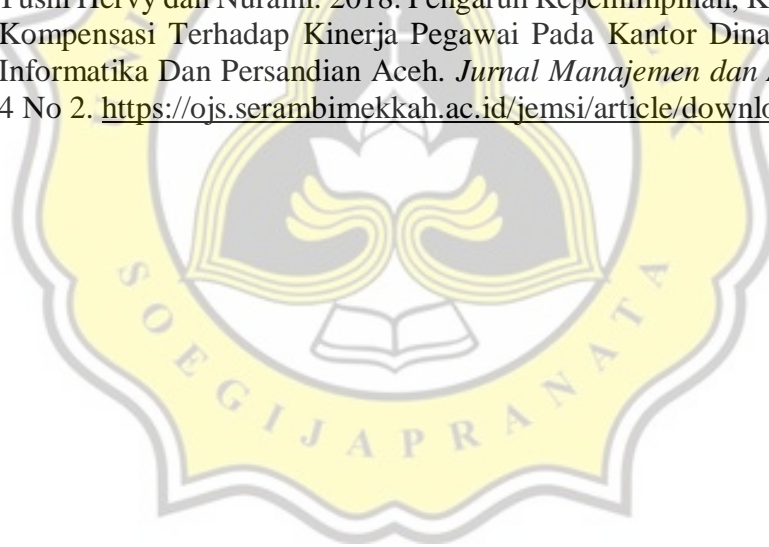 Hervy dan Nuraini. 2018. Pengaruh Kepemimpinan, K
Kompensasi Terhadap Kinerja Pegawai Pada Kantor Dina
Informatika Dan Persandian Aceh. Jurnal Manajemen dan
4 No 2. https://ojs.serambimekkah.ac.id/jemsi/article/downlo
SOEGIJAPRANATA